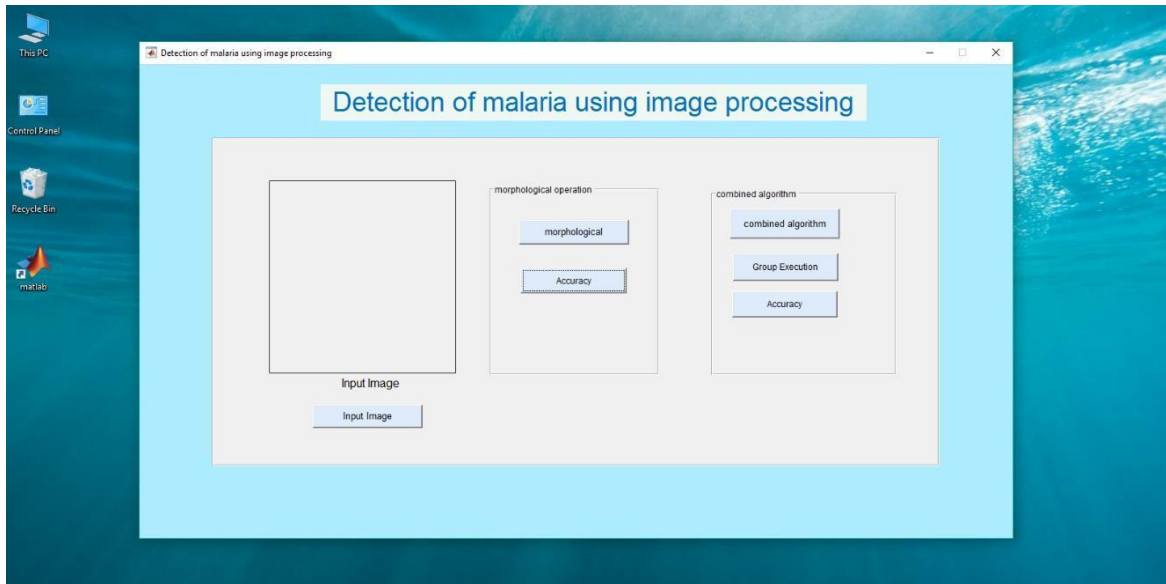 This PC
Control Panel
Recycle Bin
matlab
Detection of malaria using image processing
Detection of malaria using image processing
Input Image
Input Image
morphological operation
morphological
Accuracy
combined algorithm
combined algorithm
Group Execution
Accuracy